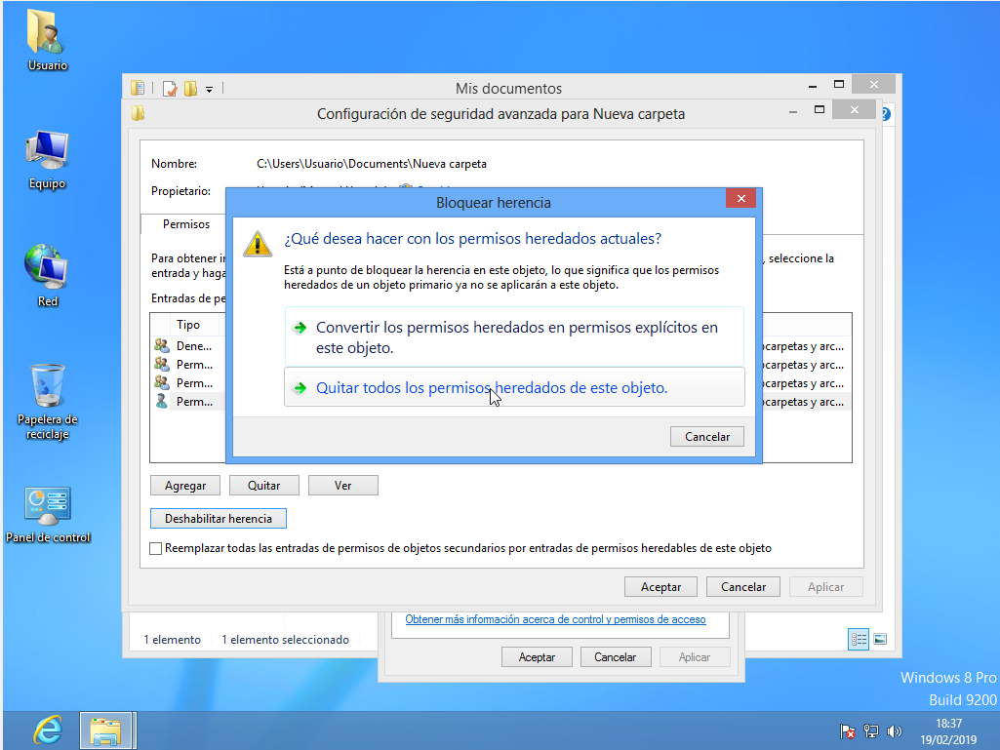 Usuario
Equipo
Red
Papelera de
reciclaje
Panel de control
Mis documentos
Configuración de seguridad avanzada para Nueva carpeta
Nombre:
C:\Users\Usuario\Documents\Nueva carpeta
Propietario:
Bloquear herencia
Permisos
¿Qué desea hacer con los permisos heredados actuales?
Para obtener
, seleccione la
entrada y haga
Está a punto de bloquear la herencia en este objeto, lo que significa que los permisos
heredados de un objeto primario ya no se aplicarán a este objeto.
Entradas de pe
Tipo
Convertir los permisos heredados en permisos explícitos en
este objeto.
Dene...
ocarpetas y arc...
Perm...
ocarpetas y arc...
Perm...
ocarpetas y arc...
Perm...
ocarpetas y arc...
Quitar todos los permisos heredados de este objeto.
Cancelar
Agregar
Quitar
Ver
Deshabilitar herencia
Reemplazar todas las entradas de permisos de objetos secundarios por entradas de permisos heredables de este objeto
Aceptar
Cancelar
Aplicar
Obtener más información acerca de control y permisos de acceso
1 elemento
1 elemento seleccionado
Aceptar
Cancelar
Aplicar
Windows 8 Pro
Build 9200
18:37
19/02/2019